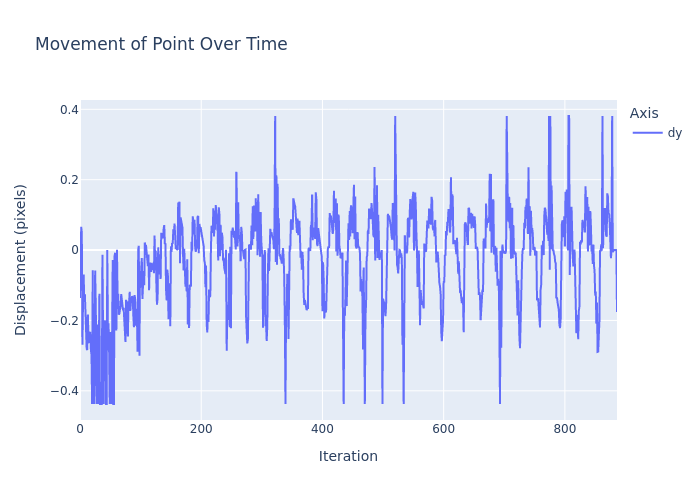 Movement of Point Over Time
Axis
dy
0.4
0.2
0
−0.2
−0.4
Displacement (pixels)
0
200
400
600
800
Iteration